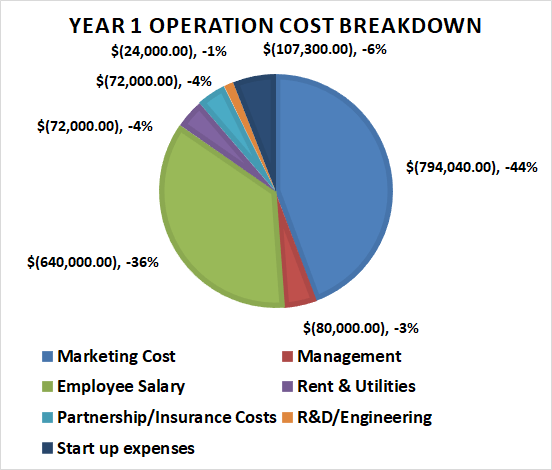 YEAR 1 OPERATION COST BREAKDOWN
$(24,000.00), -1%
$(107,300.00), -6%
$(72,000.00), -4%
$(72,000.00), -4%
$(794,040.00), -44%
$(640,000.00), -36%
$(80,000.00), -3%
Marketing Cost
Management
Employee Salary
Rent & Utilities
Partnership/Insurance Costs
R&D/Engineering
Start up expenses